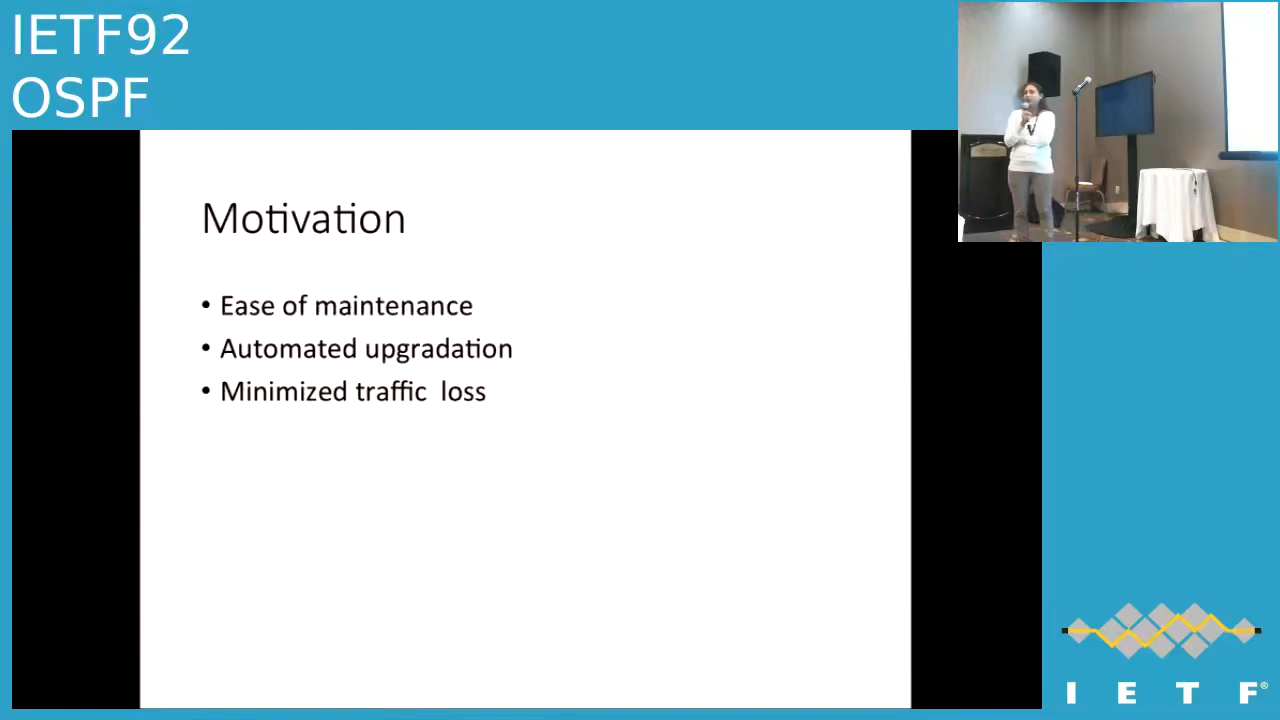 IETF92
OSPF
Motivation
• Ease of maintenance
• Automated upgradation
• Minimized traffic loss
I E T F®